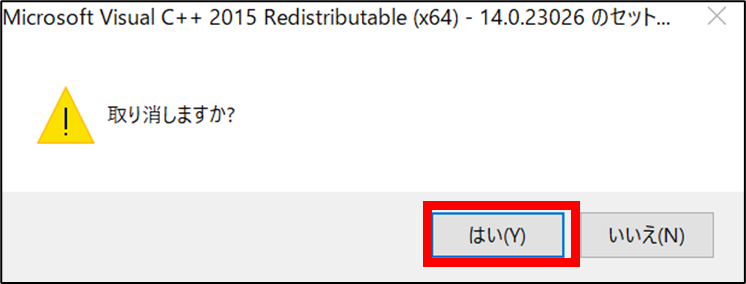 Microsoft Visual C++ 2015 Redistributable (x64) - 14.0.23026 のセット...
取り消しますか?
はい(Y)
いいえ(N)